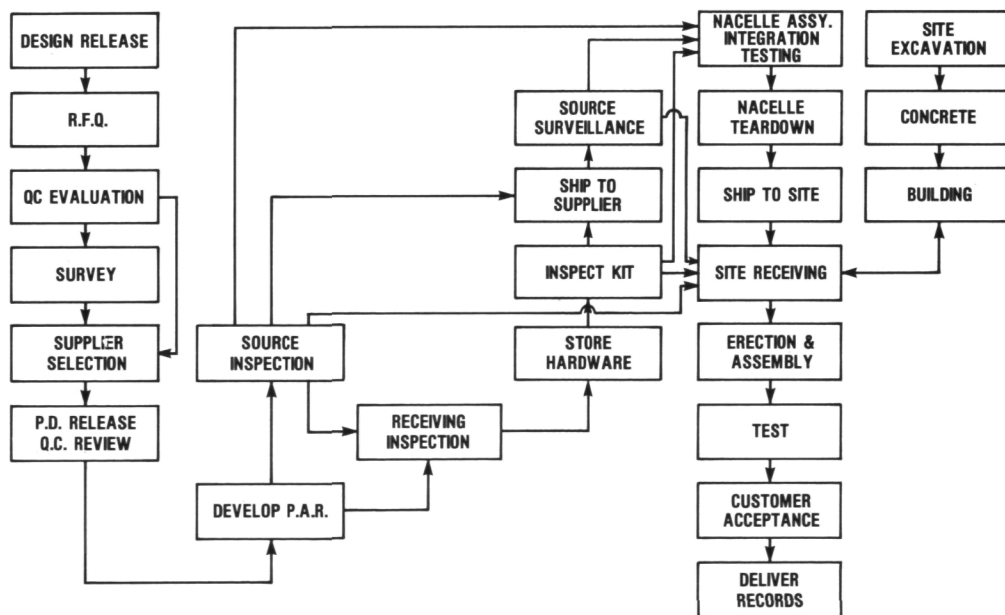 DESIGN RELEASE
R.F.Q.
QC EVALUATION
SURVEY
SUPPLIER
SELECTION
P.D. RELEASE
Q.C. REVIEW
SOURCE
INSPECTION
DEVELOP P.A.R.
RECEIVING
INSPECTION
SOURCE
SURVEILLANCE
SHIP TO
SUPPLIER
INSPECT KIT
STORE
HARDWARE
NACELLE ASSY.
INTEGRATION
TESTING
NACELLE
TEARDOWN
SHIP TO SITE
SITE RECEIVING
ERECTION &
ASSEMBLY
TEST
CUSTOMER
ACCEPTANCE
DELIVER
RECORDS
SITE
EXCAVATION
CONCRETE
BUILDING